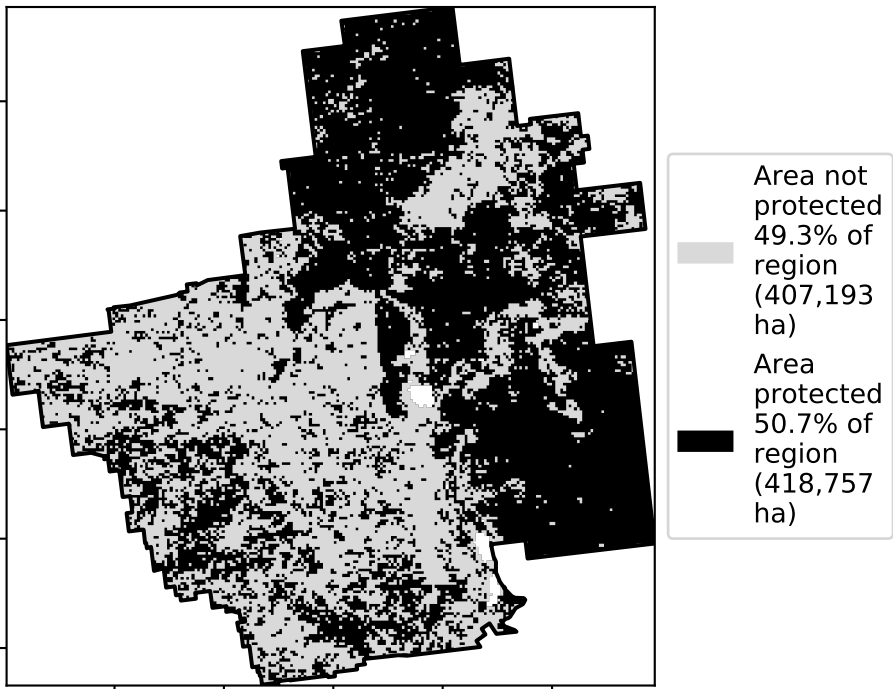 Area not
protected
49.3% of
region
(407,193
ha)
Area
protected
50.7% of
region
(418,757
ha)